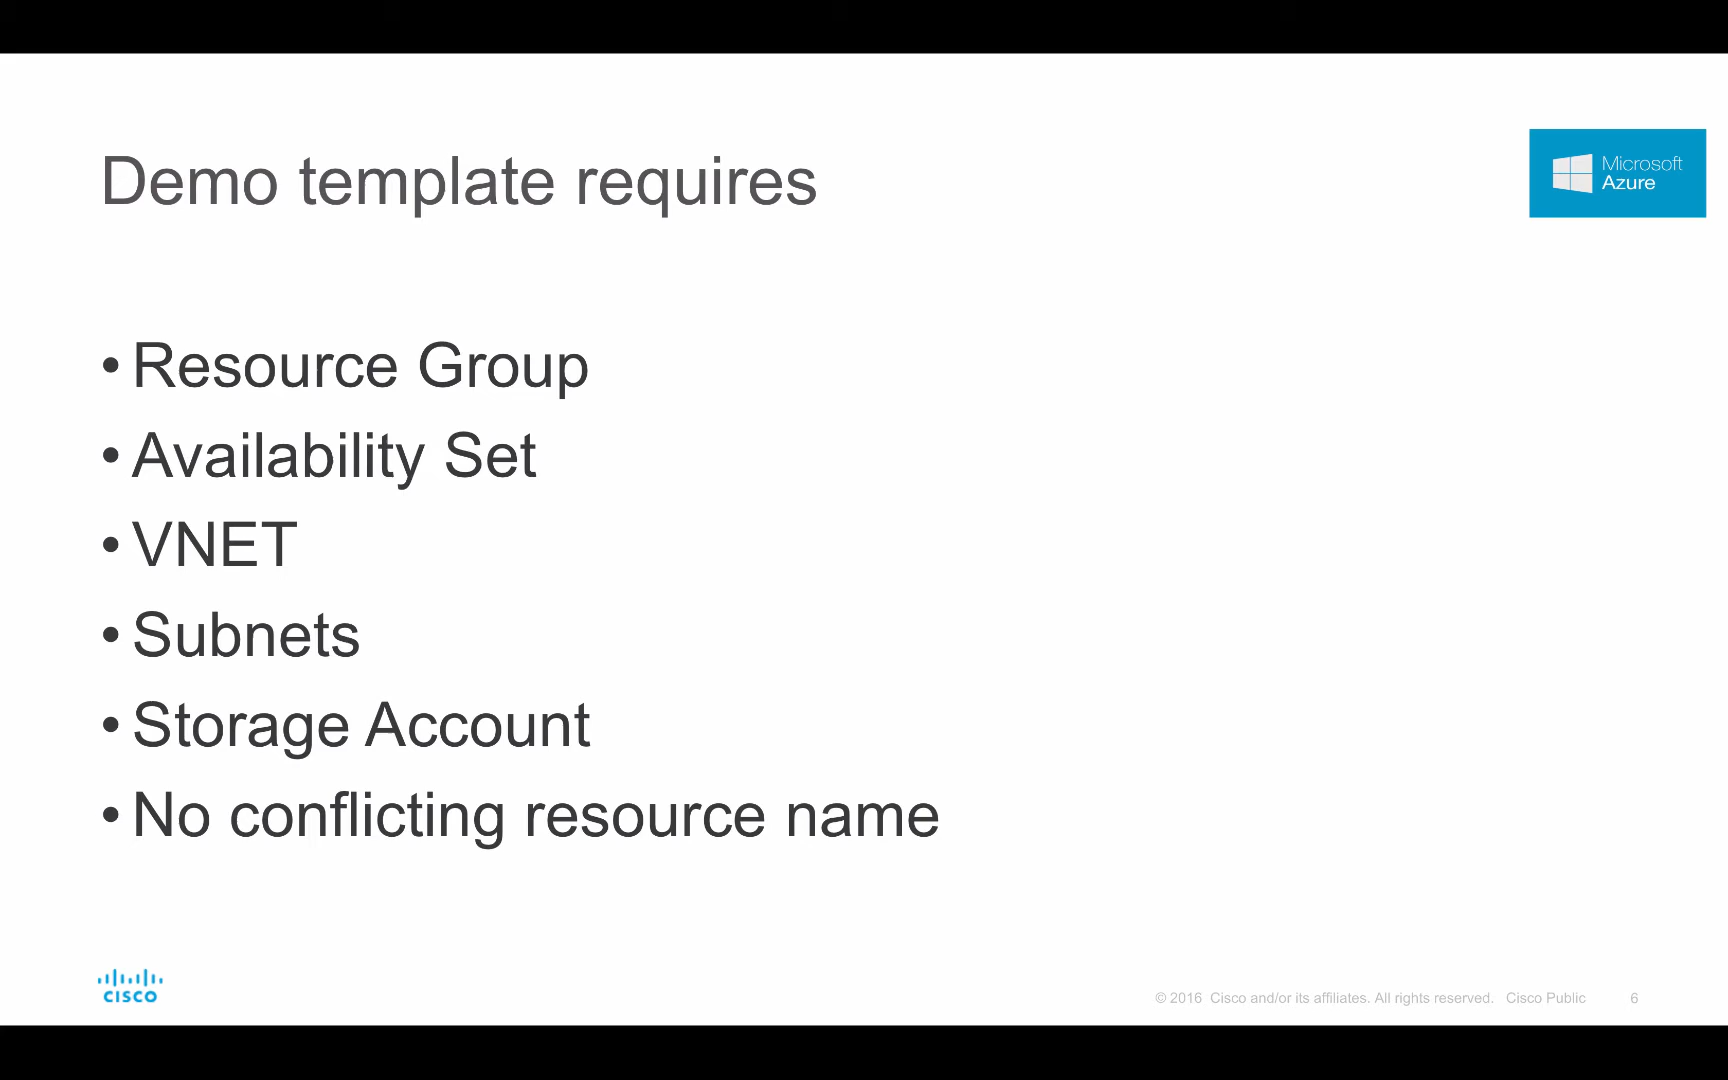 Demo template requires
Microsoft
Azure
• Resource Group
• Availability Set
• VNET
• Subnets
• Storage Account
• No conflicting resource name
CISCO
© 2016 Cisco and/or its affiliates. All rights reserved. Cisco Public 6